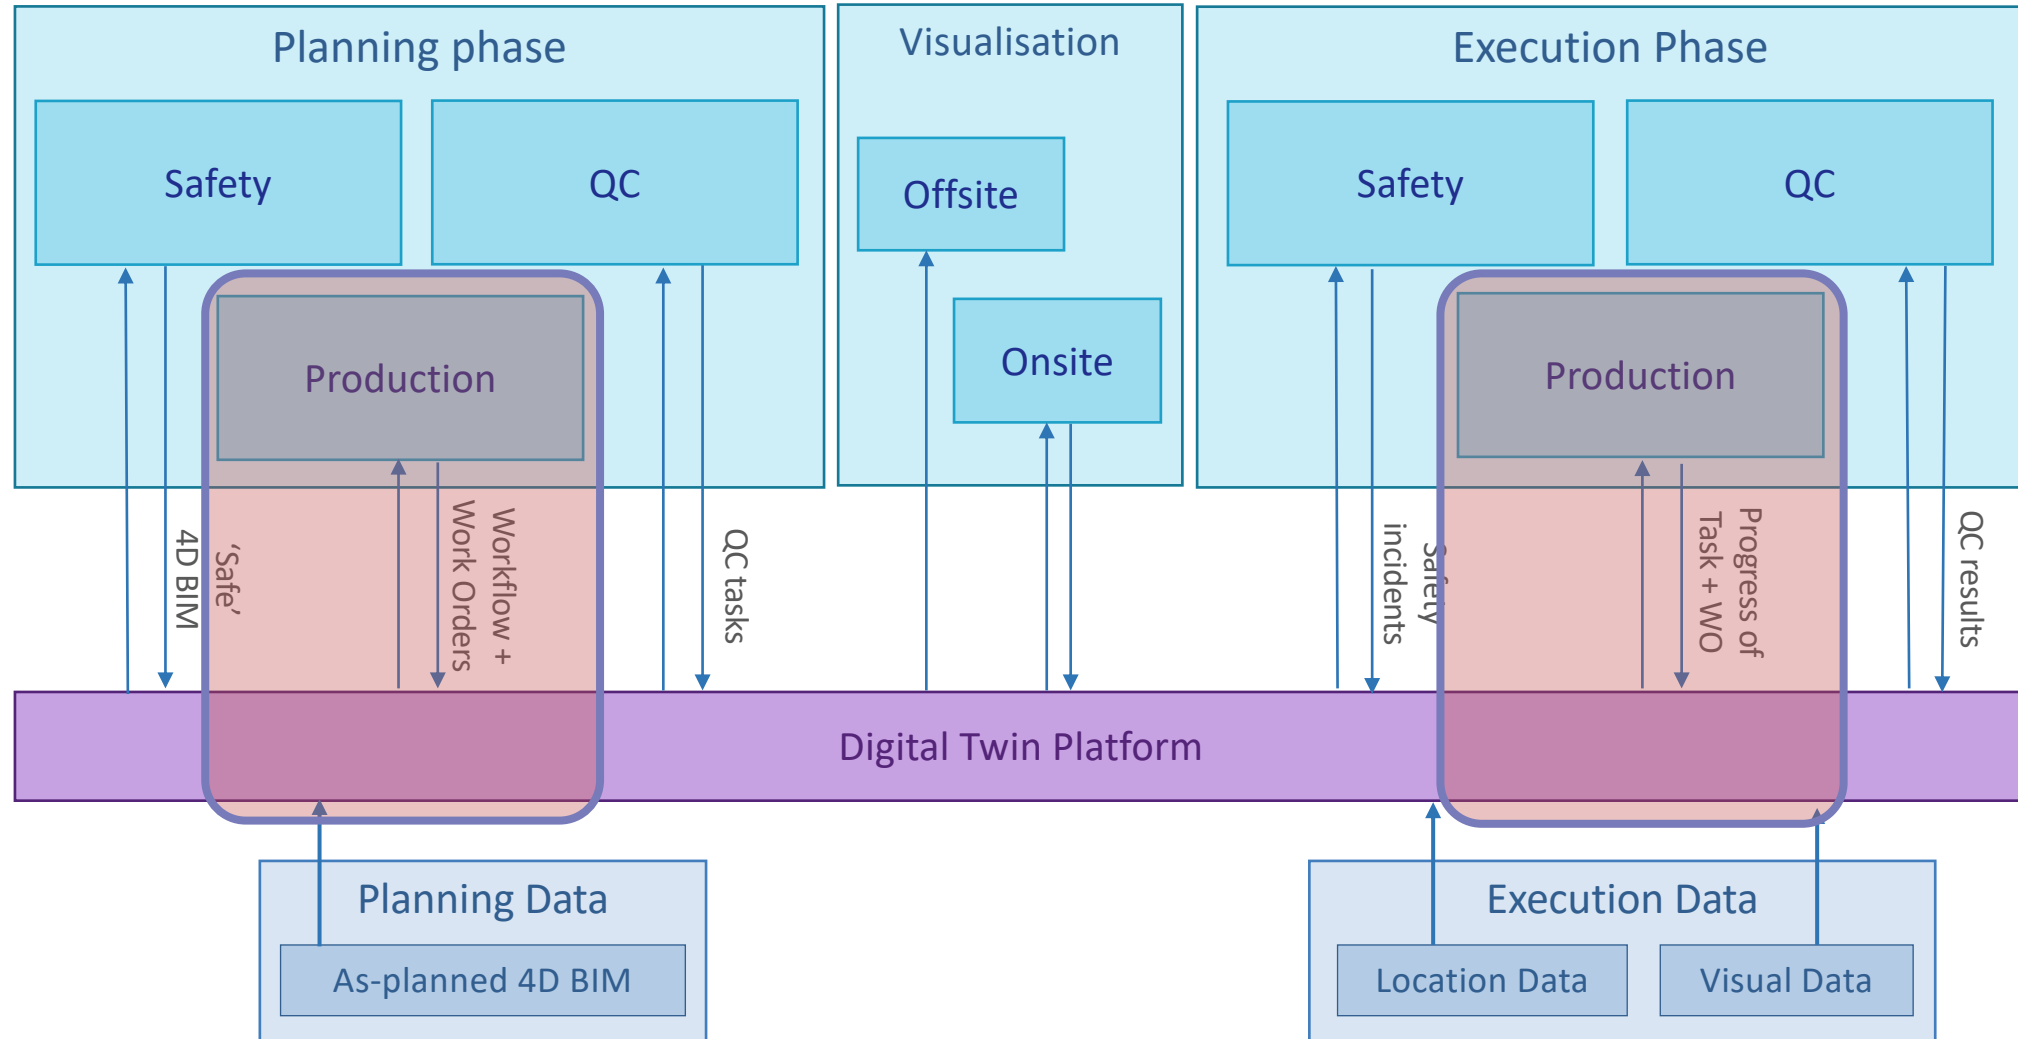 Planning phase
Visualisation
Execution Phase
Safety
QC
Offsite
Safety
QC
Production
Onsite
Production
‘Safe’
4D BIM
Workflow +
Work Orders
QC tasks
Safety
incidents
Progress of
Task + WO
QC results
Digital Twin Platform
Planning Data
As-planned 4D BIM
Execution Data
Location Data
Visual Data